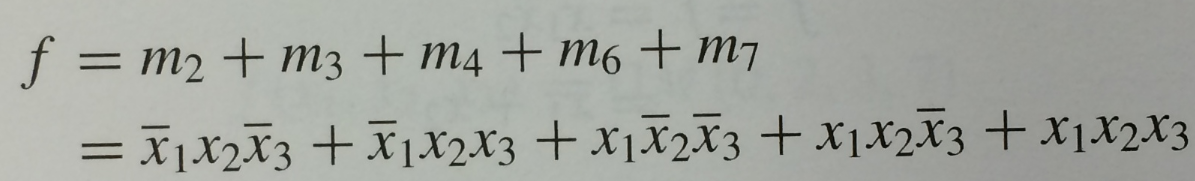 f = m₂ + m₃ + m₄ + m₆ + m₇
= x̅₁x₂x̅₃ + x̅₁x₂x₃ + x₁x̅₂x̅₃ + x₁x₂x̅₃ + x₁x₂x₃